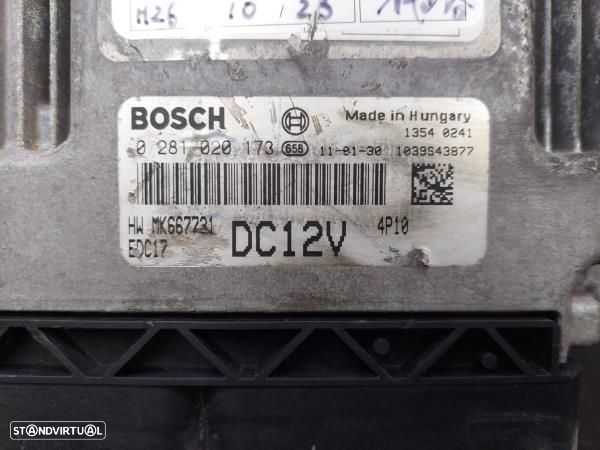 M26 10 / 23
BOSCH
Made in Hungary
1354 0241
0 281 020 173 658 11-01-30 1039S43877
HW MK667731 DC12V 4P10
EDC17
STANDVIRTUAL